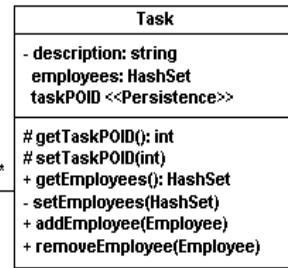 Task
- description: string
employees: HashSet
taskPOID <<Persistence>>
# getTaskPOID(): int
# setTaskPOID(int)
+ getEmployees(): HashSet
- setEmployees(HashSet)
+ addEmployee(Employee)
+ removeEmployee(Employee)
*